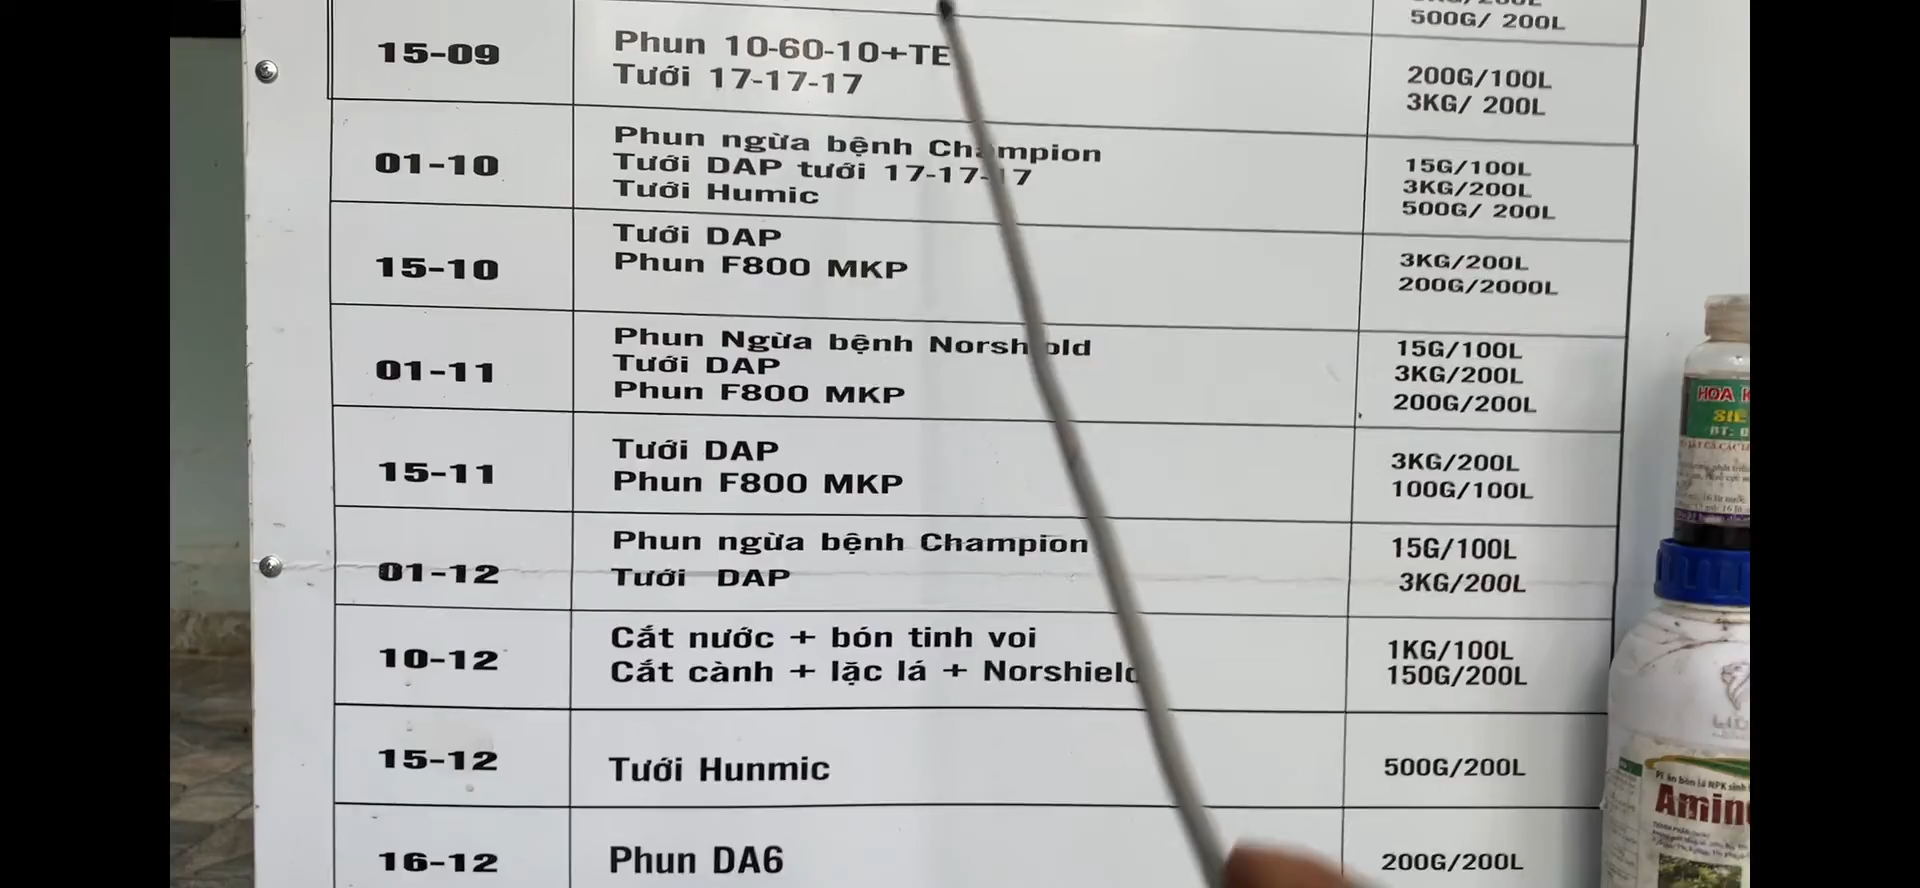 500G/ 200L
15-09
Phun 10-60-10+TE
Tưới 17-17-17
200G/100L
3KG/ 200L
01-10
Phun ngừa bệnh Champion
Tưới DAP tưới 17-17-17
Tưới Humic
15G/100L
3KG/200L
500G/ 200L
15-10
Tưới DAP
Phun F800 MKP
3KG/200L
200G/2000L
01-11
Phun Ngừa bệnh Norshield
Tưới DAP
Phun F800 MKP
15G/100L
3KG/200L
200G/200L
15-11
Tưới DAP
Phun F800 MKP
3KG/200L
100G/100L
01-12
Phun ngừa bệnh Champion
Tưới DAP
15G/100L
3KG/200L
10-12
Cắt nước + bón tinh voi
Cắt cành + lặc lá + Norshield
1KG/100L
150G/200L
15-12
Tưới Hunmic
500G/200L
16-12
Phun DA6
200G/200L
HOA
Amin